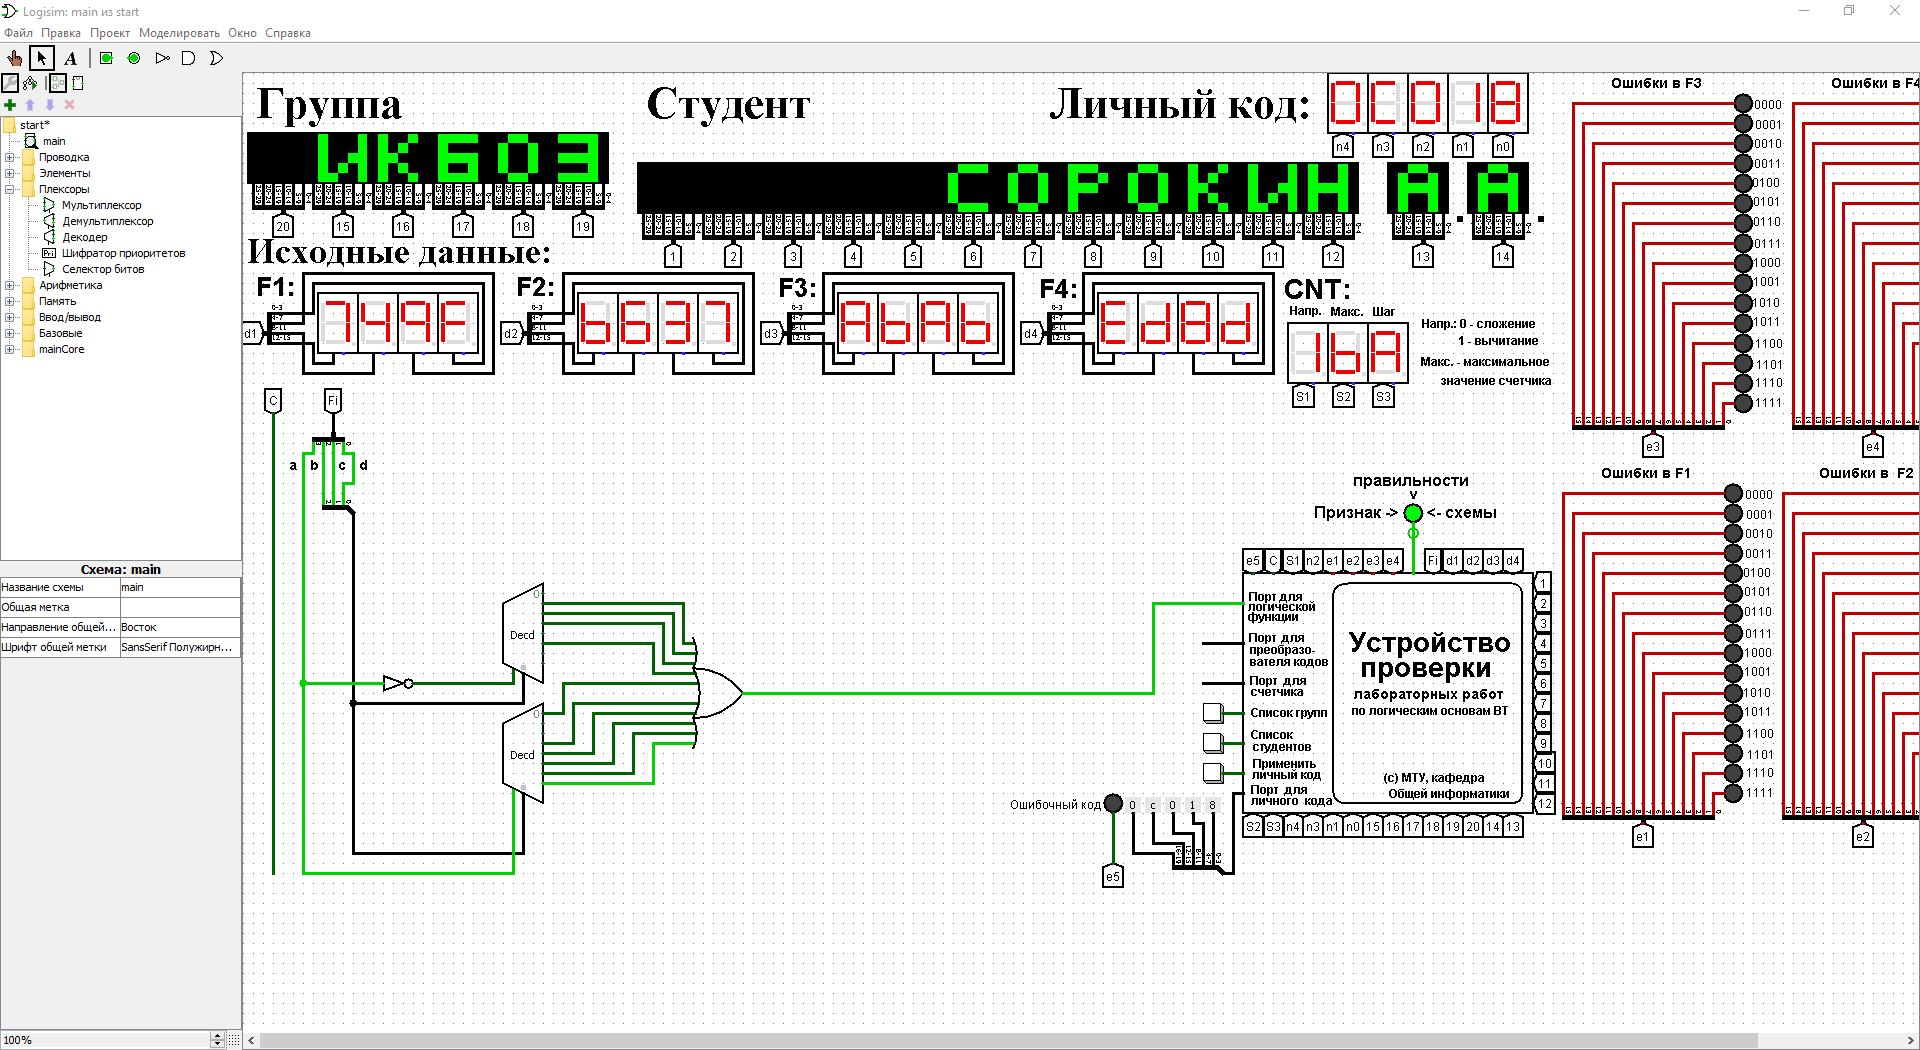 Logisim: main из start
Файл Правка Проект Моделировать Окно Справка
A
start*
main
Проводка
Элементы
Плексоры
Мультиплексор
Демультиплексор
Декодер
Шифратор приоритетов
Селектор битов
Арифметика
Память
Ввод/вывод
Базовые
mainCore
Схема: main
Название схемы main
Общая метка
Направление общей... Восток
Шрифт общей метки SansSerif Полужирн...
100%
Группа Студент Личный код: 0C018
n4 n3 n2 n1 n0
ИКБОЗ
СОРОКИН А. А.
20 15 16 17 18 19
1 2 3 4 5 6 7 8 9 10 11 12 13 14
Исходные данные:
F1: F2: F3: F4: CNT:
d1 d2 d3 d4
Напр. Макс. Шаг
1bA
S1 S2 S3
Напр.: 0 - сложение
1 - вычитание
Макс. - максимальное
значение счетчика
C Fi
a b c d
Decd
Decd
правильности
v
Признак -> <- схемы
e5 C S1 n2 e1 e2 e3 e4 Fi d1 d2 d3 d4
Порт для
логической
функции
Порт для
преобразо-
вателя кодов
Порт для
счетчика
Список групп
Список
студентов
Применить
личный код
Порт для
личного кода
Устройство
проверки
лабораторных работ
по логическим основам ВТ
(с) МТУ, кафедра
Общей информатики
1
2
3
4
5
6
7
8
9
10
11
12
S2 S3 n4 n3 n1 n0 15 16 17 18 19 20 14 13
Ошибочный код 0 c 0 1 8
e5
Ошибки в F3 Ошибки в F4
0000
0001
0010
0011
0100
0101
0110
0111
1000
1001
1010
1011
1100
1101
1110
1111
e3 e4
Ошибки в F1 Ошибки в F2
0000
0001
0010
0011
0100
0101
0110
0111
1000
1001
1010
1011
1100
1101
1110
1111
e1 e2